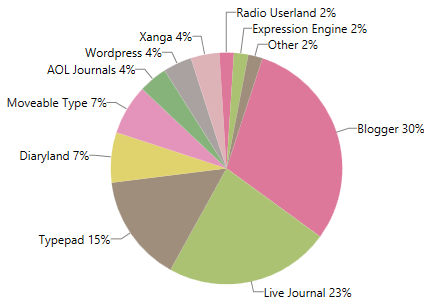 Radio Userland 2%
Expression Engine 2%
Other 2%
Blogger 30%
Live Journal 23%
Typepad 15%
Diaryland 7%
Moveable Type 7%
AOL Journals 4%
Wordpress 4%
Xanga 4%